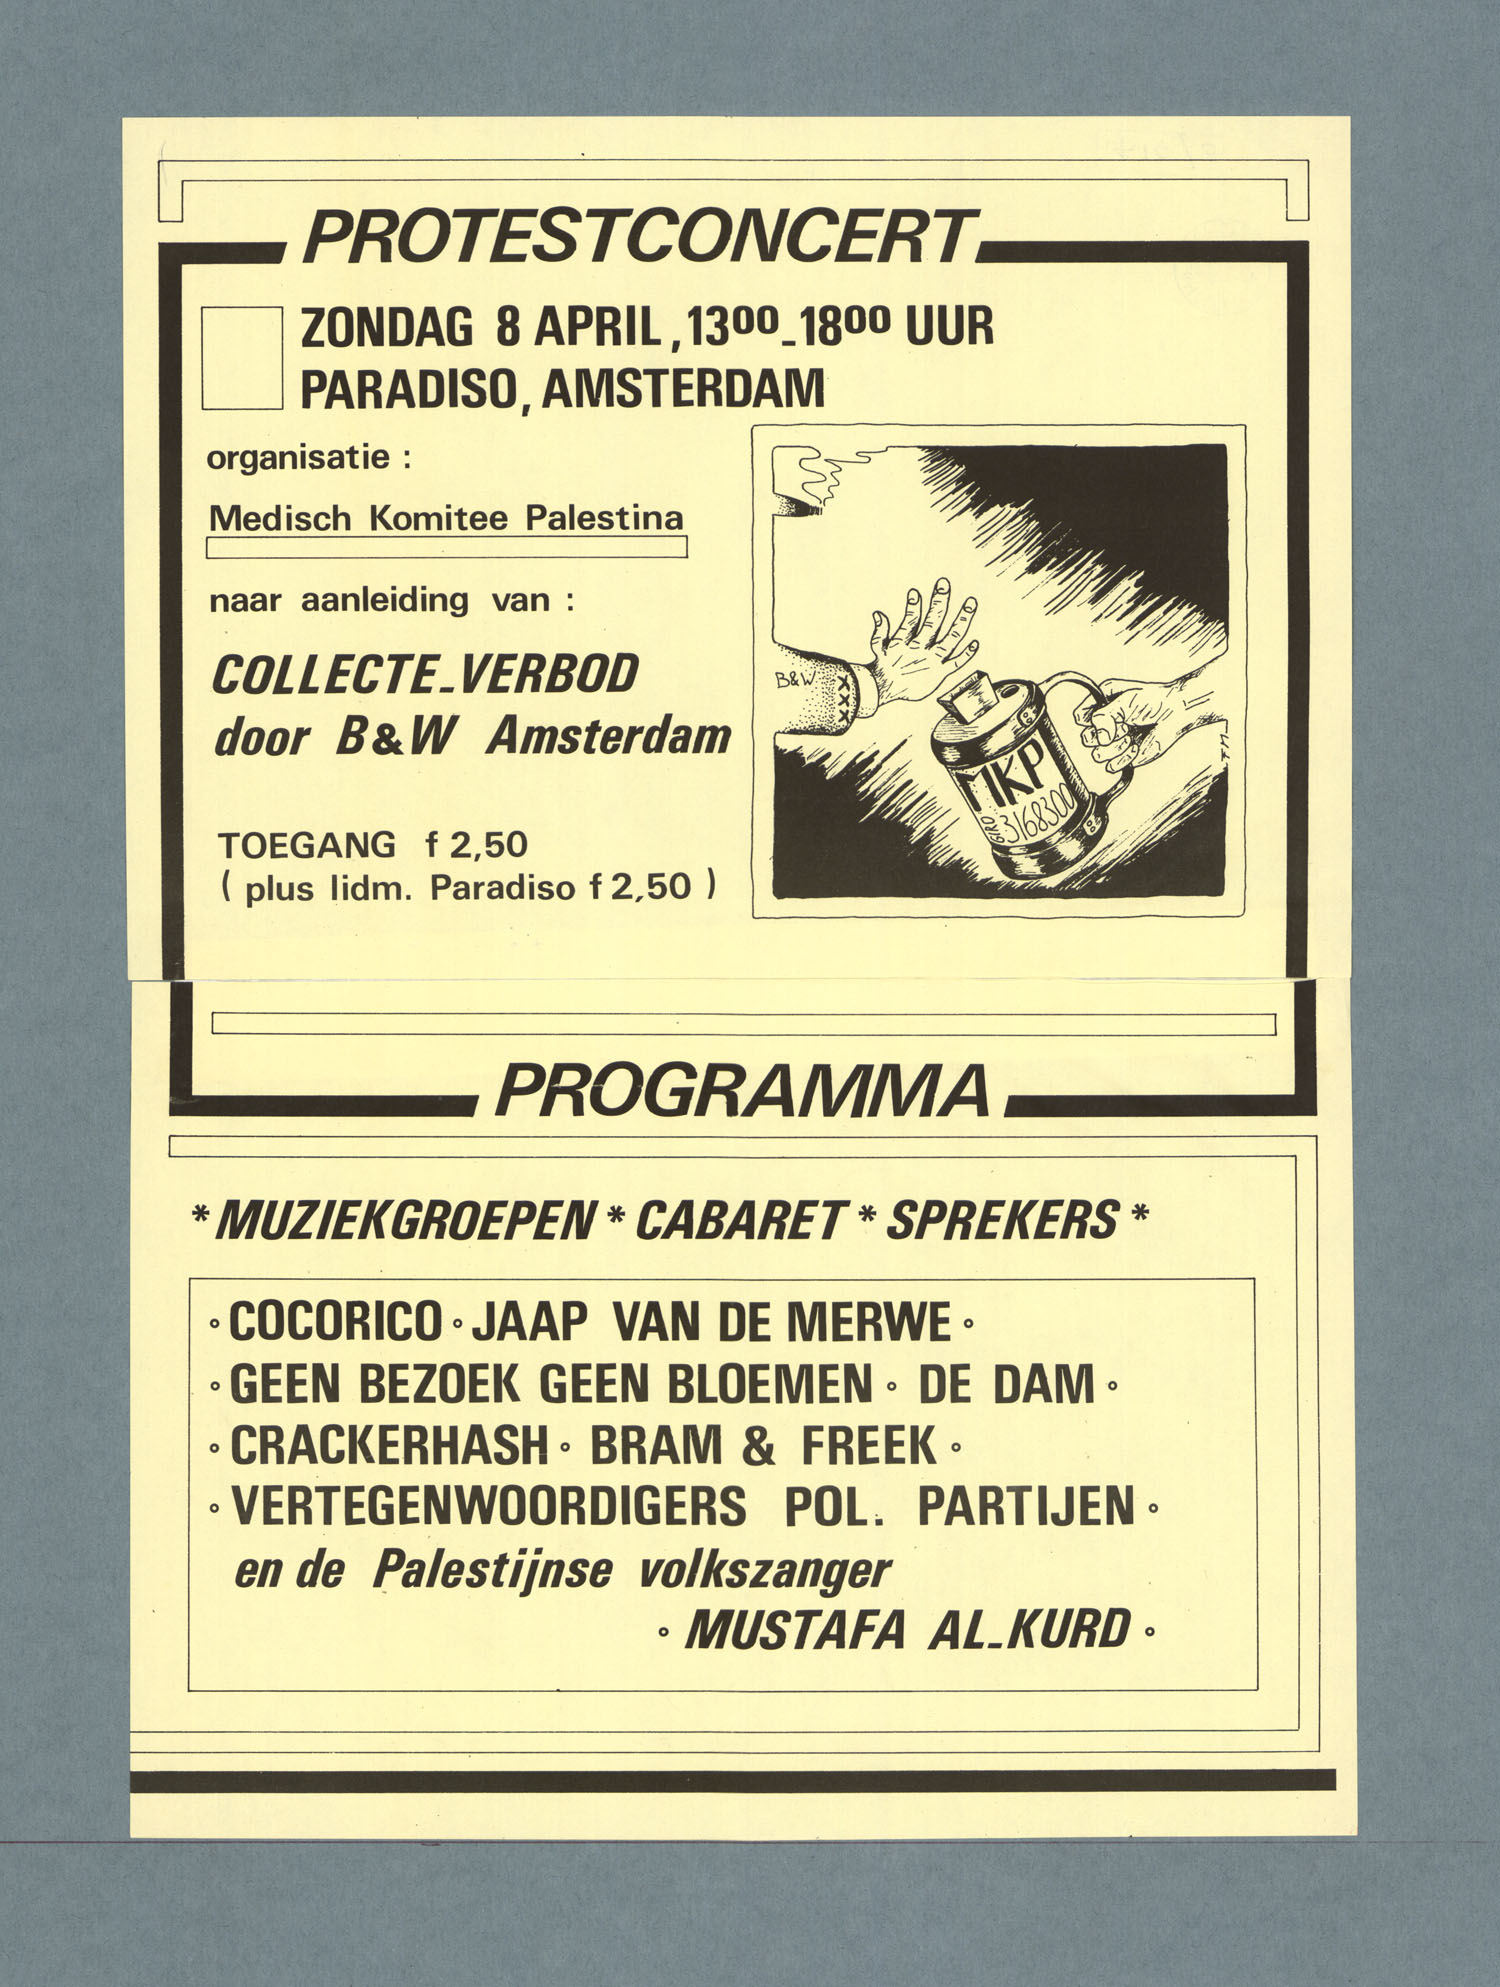 PROTESTCONCERT
ZONDAG 8 APRIL, 1300-1800 UUR
PARADISO, AMSTERDAM
organisatie :
Medisch Komitee Palestina
naar aanleiding van :
COLLECTE-VERBOD
door B&W Amsterdam
TOEGANG f 2,50
( plus lidm. Paradiso f 2,50 )
B&W
XXX
MKP
GIRO 3168300
FM
PROGRAMMA
* MUZIEKGROEPEN * CABARET * SPREKERS *
° COCORICO ° JAAP VAN DE MERWE °
° GEEN BEZOEK GEEN BLOEMEN ° DE DAM °
° CRACKERHASH ° BRAM & FREEK °
° VERTEGENWOORDIGERS POL. PARTIJEN °
en de Palestijnse volkszanger
° MUSTAFA AL-KURD °